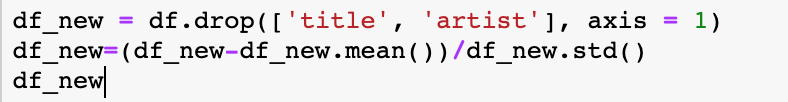 df_new = df.drop(['title', 'artist'], axis = 1)
df_new=(df_new-df_new.mean())/df_new.std()
df_new